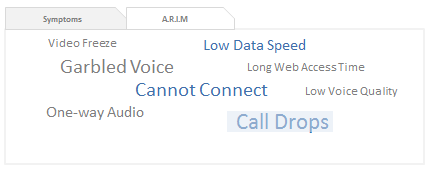 Symptoms
A.R.I.M
Video Freeze
Low Data Speed
Garbled Voice
Long Web Access Time
Cannot Connect
Low Voice Quality
One-way Audio
Call Drops